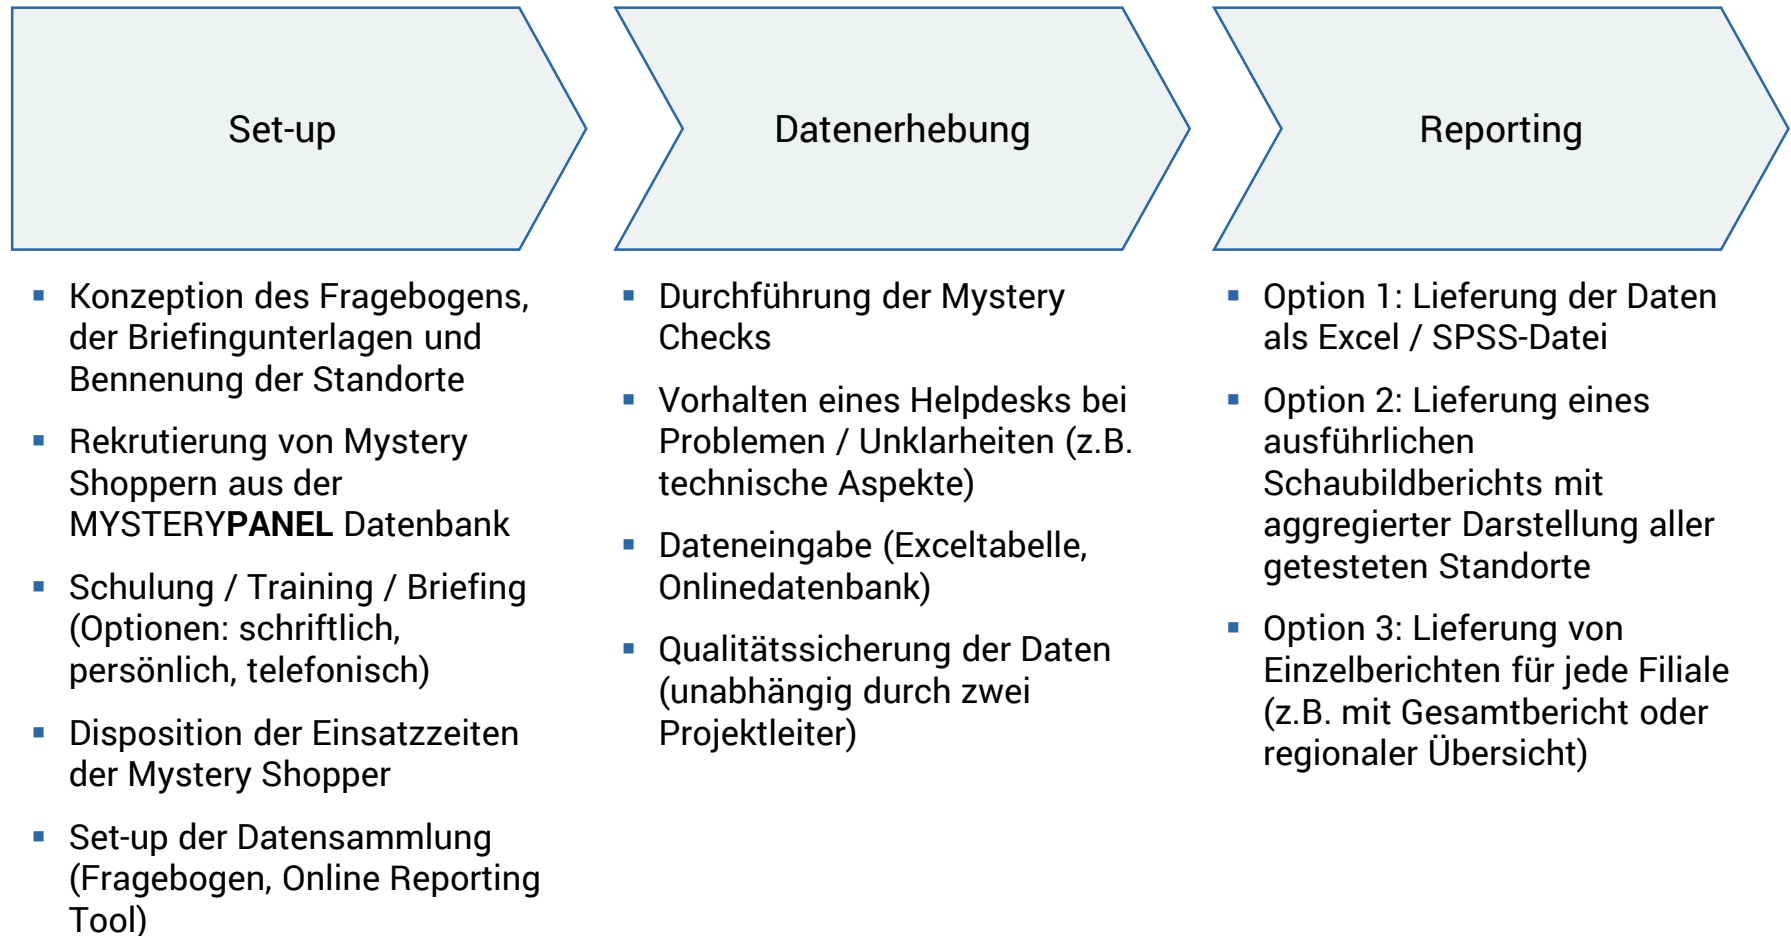 Set-up
Konzeption des Fragebogens,
der Briefingunterlagen und
Bennenung der Standorte
Rekrutierung von Mystery
Shoppern aus der
MYSTERYPANEL Datenbank
Schulung / Training / Briefing
(Optionen: schriftlich,
persönlich, telefonisch)
Disposition der Einsatzzeiten
der Mystery Shopper
Set-up der Datensammlung
(Fragebogen, Online Reporting
Tool)
Datenerhebung
Durchführung der Mystery
Checks
Vorhalten eines Helpdesks bei
Problemen / Unklarheiten (z.B.
technische Aspekte)
Dateneingabe (Exceltabelle,
Onlinedatenbank)
Qualitätssicherung der Daten
(unabhängig durch zwei
Projektleiter)
Reporting
Option 1: Lieferung der Daten
als Excel / SPSS-Datei
Option 2: Lieferung eines
ausführlichen
Schaubildberichts mit
aggregierter Darstellung aller
getesteten Standorte
Option 3: Lieferung von
Einzelberichten für jede Filiale
(z.B. mit Gesamtbericht oder
regionaler Übersicht)